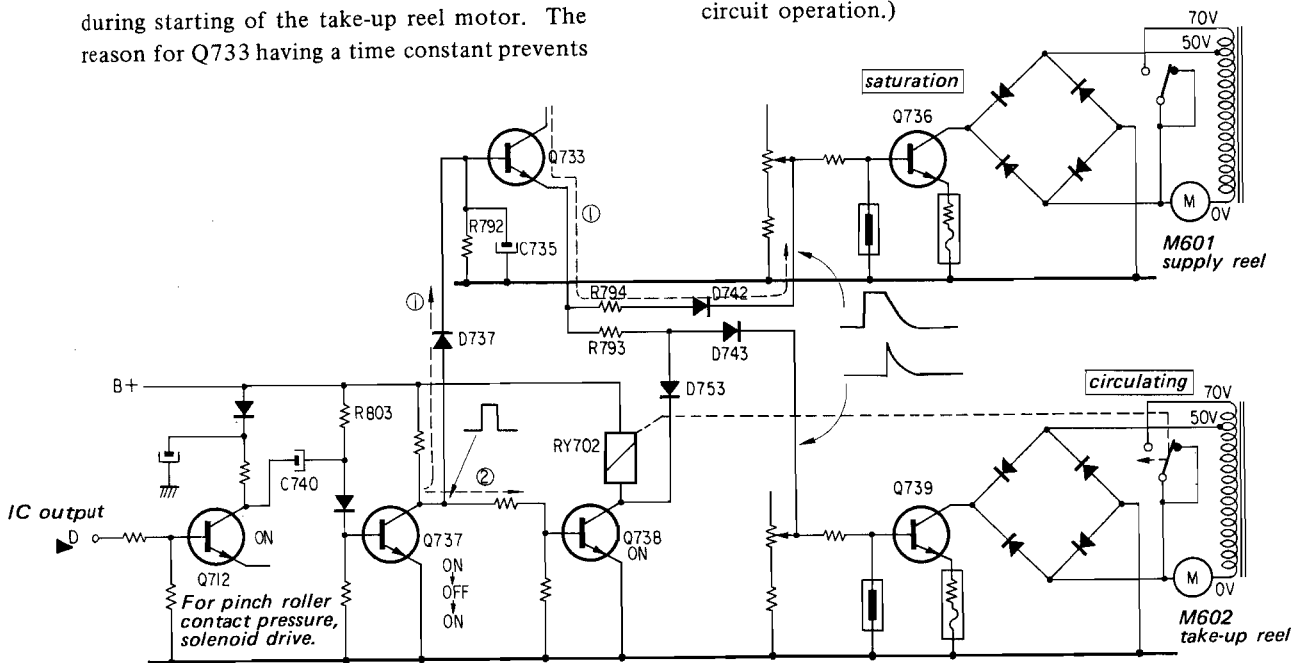 during starting of the take-up reel motor. The
reason for Q733 having a time constant prevents
circuit operation.)
70V
50V
saturation
Q736
Q733
①
R792
C735
M
0V
M601
supply reel
R794
D742
①
D737
R793
D743
B+
R803
D753
circulating
70V
50V
RY702
C740
②
Q739
IC output
D
ON
Q737
Q738
ON
Q712
ON
OFF
ON
For pinch roller
contact pressure,
solenoid drive.
M
0V
M602
take-up reel